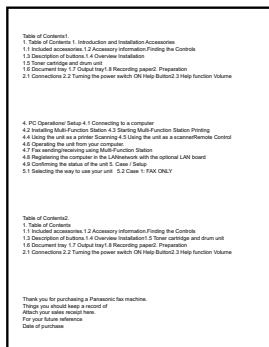 Table of Contents1.
1. Table of Contents 1. Introduction and Installation Accessories
1.1 Included accessories.1.2 Accessory information.Finding the Controls
1.3 Description of buttons.1.4 Overview Installation
1.5 Toner cartridge and drum unit
1.6 Document tray 1.7 Output tray1.8 Recording paper2. Preparation
2.1 Connections 2.2 Turning the power switch ON Help Button2.3 Help function Volume
4. PC Operations/ Setup 4.1 Connecting to a computer
4.2 Installing Multi-Function Station 4.3 Starting Multi-Function Station Printing
4.4 Using the unit as a printer Scanning 4.5 Using the unit as a scannerRemote Control
4.6 Operating the unit from your computer.
4.7 Fax sending/receiving using Multi-Function Station
4.8 Registering the computer in the LANnetwork with the optional LAN board
4.9 Confirming the status of the unit 5. Case / Setup
5.1 Selecting the way to use your unit 5.2 Case 1: FAX ONLY
Table of Contents2.
1. Table of Contents
1.1 Included accessories.1.2 Accessory information.Finding the Controls
1.3 Description of buttons.1.4 Overview Installation1.5 Toner cartridge and drum unit
1.6 Document tray 1.7 Output tray1.8 Recording paper2. Preparation
2.1 Connections 2.2 Turning the power switch ON Help Button2.3 Help function Volume
Thank you for purchasing a Panasonic fax machine.
Things you should keep a record of
Attach your sales receipt here.
For your future reference
Date of purchase